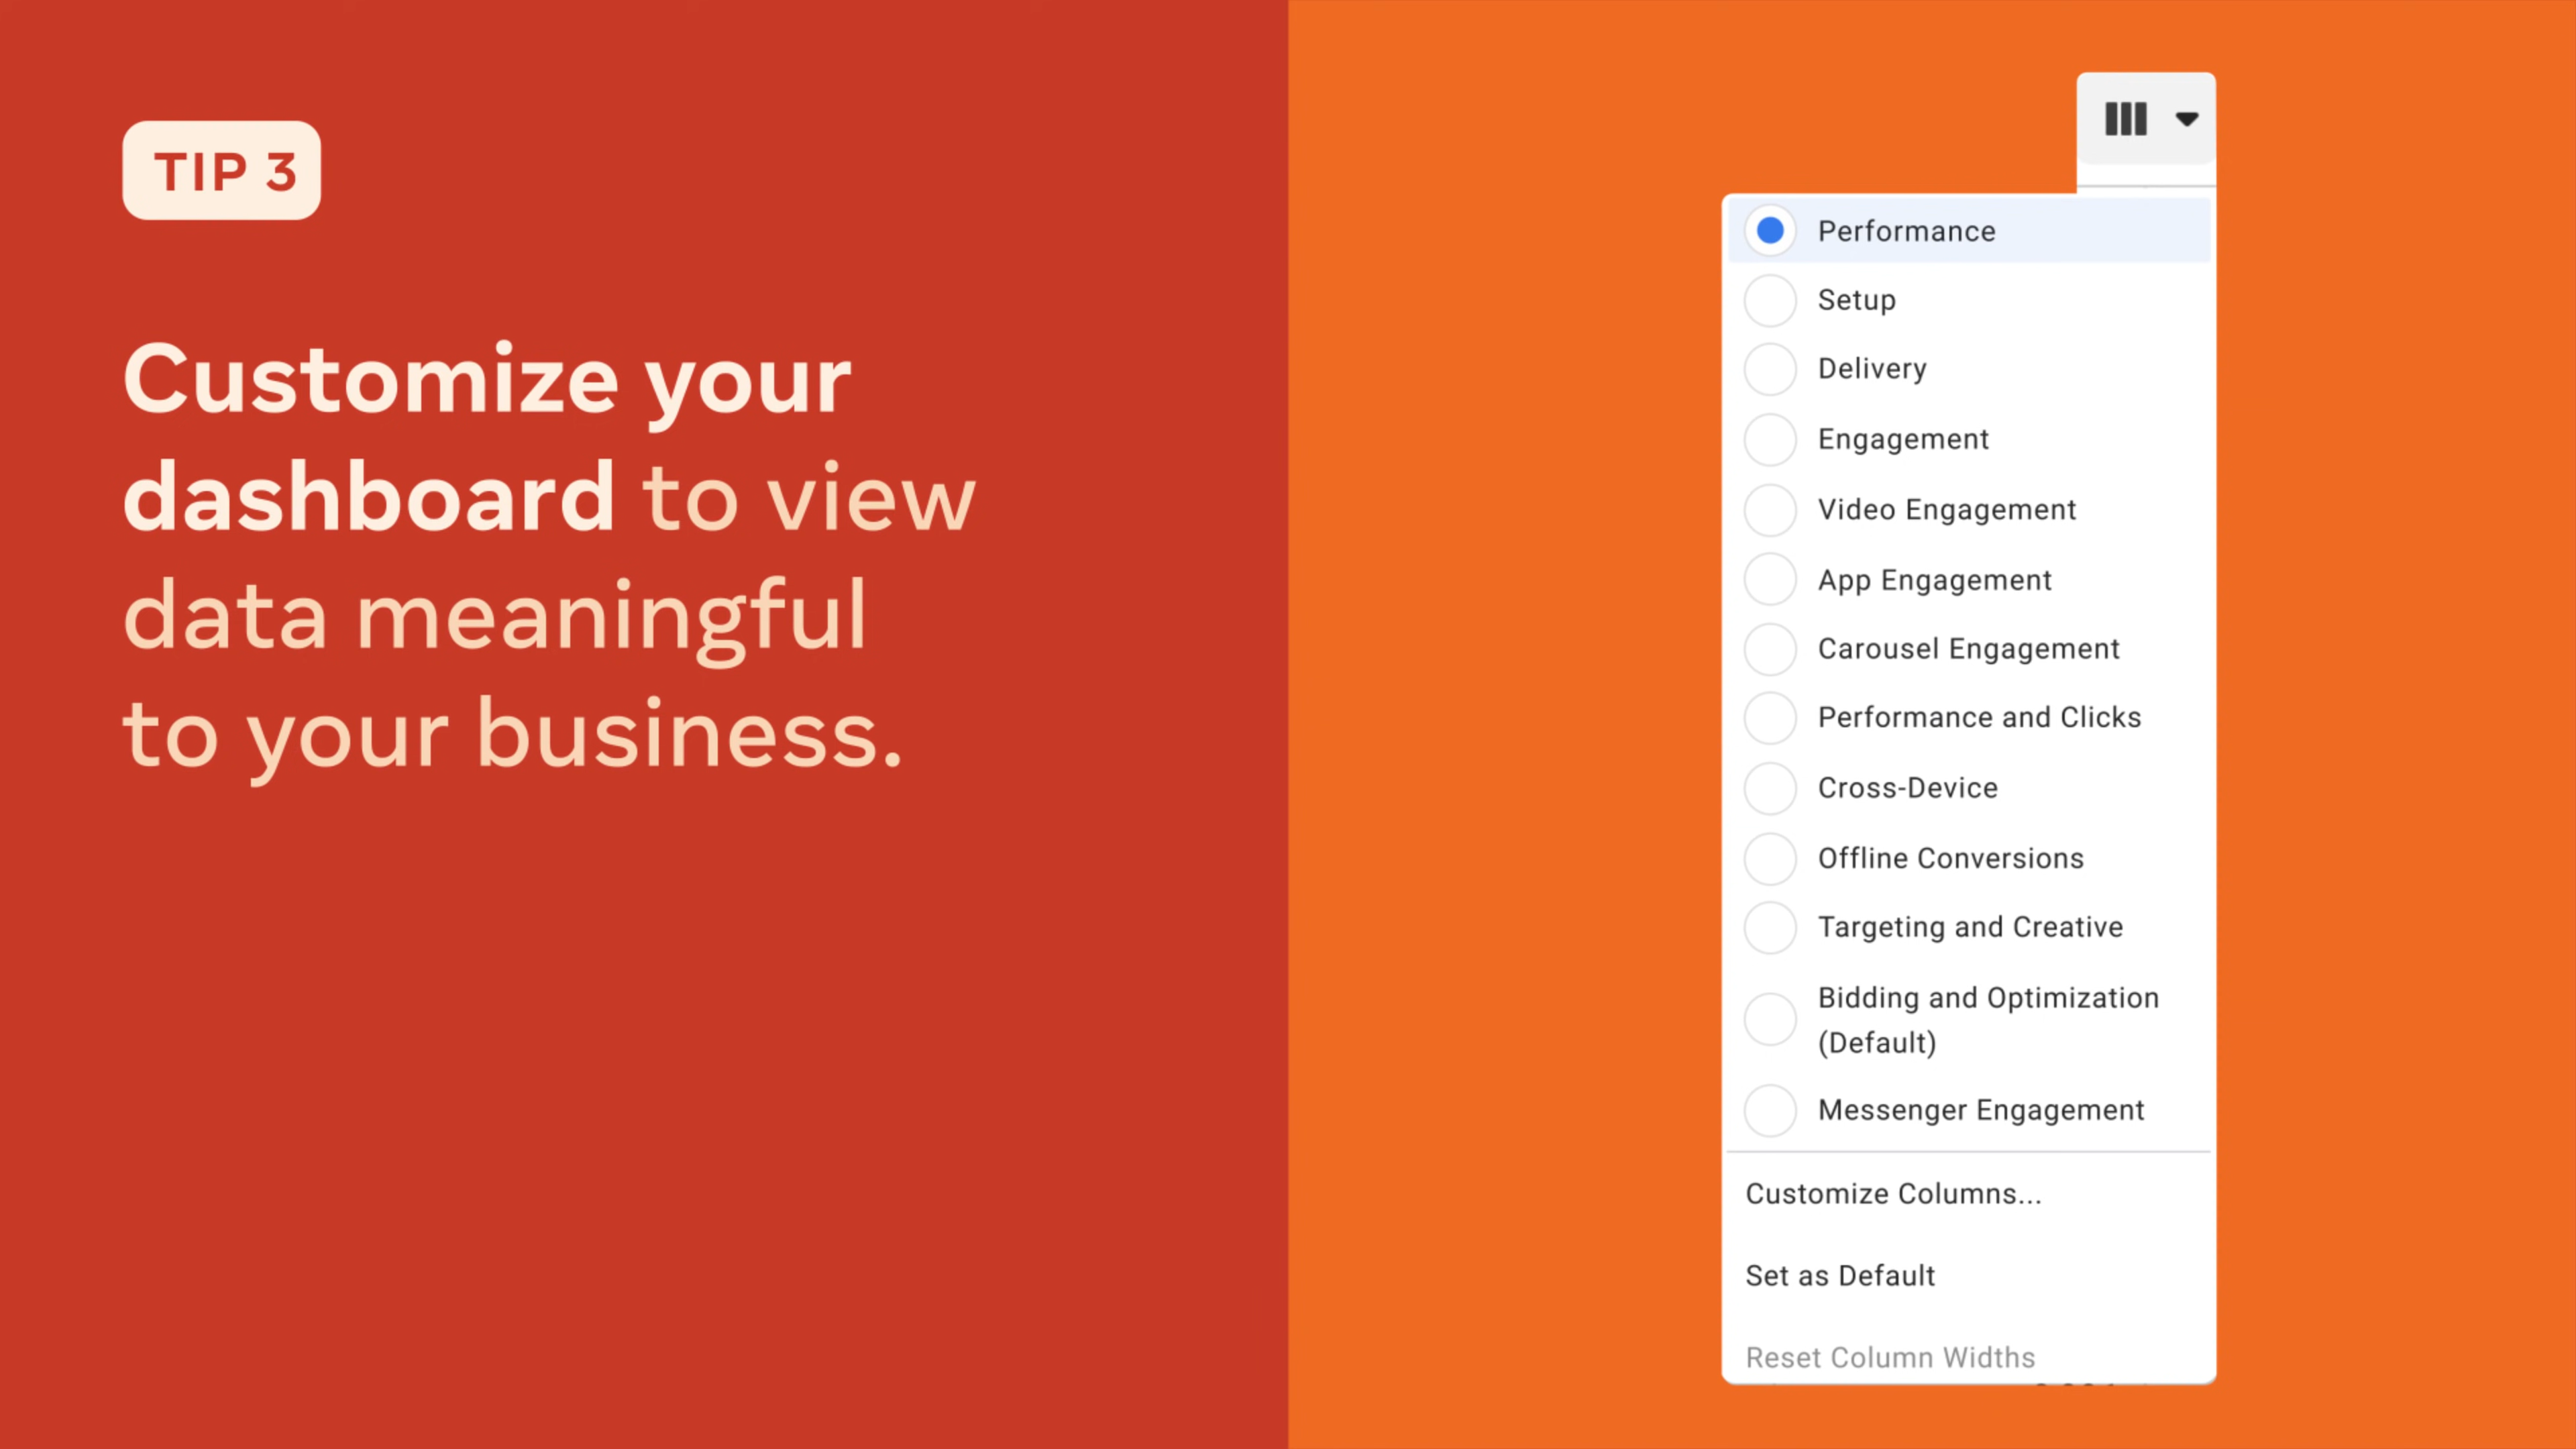 TIP 3
Customize your
dashboard to view
data meaningful
to your business.
Performance
Setup
Delivery
Engagement
Video Engagement
App Engagement
Carousel Engagement
Performance and Clicks
Cross-Device
Offline Conversions
Targeting and Creative
Bidding and Optimization
(Default)
Messenger Engagement
Customize Columns...
Set as Default
Reset Column Widths